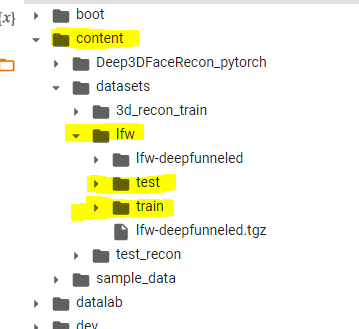 {x}
boot
content
Deep3DFaceRecon_pytorch
datasets
3d_recon_train
lfw
lfw-deepfunneled
test
train
lfw-deepfunneled.tgz
test_recon
sample_data
datalab
dev